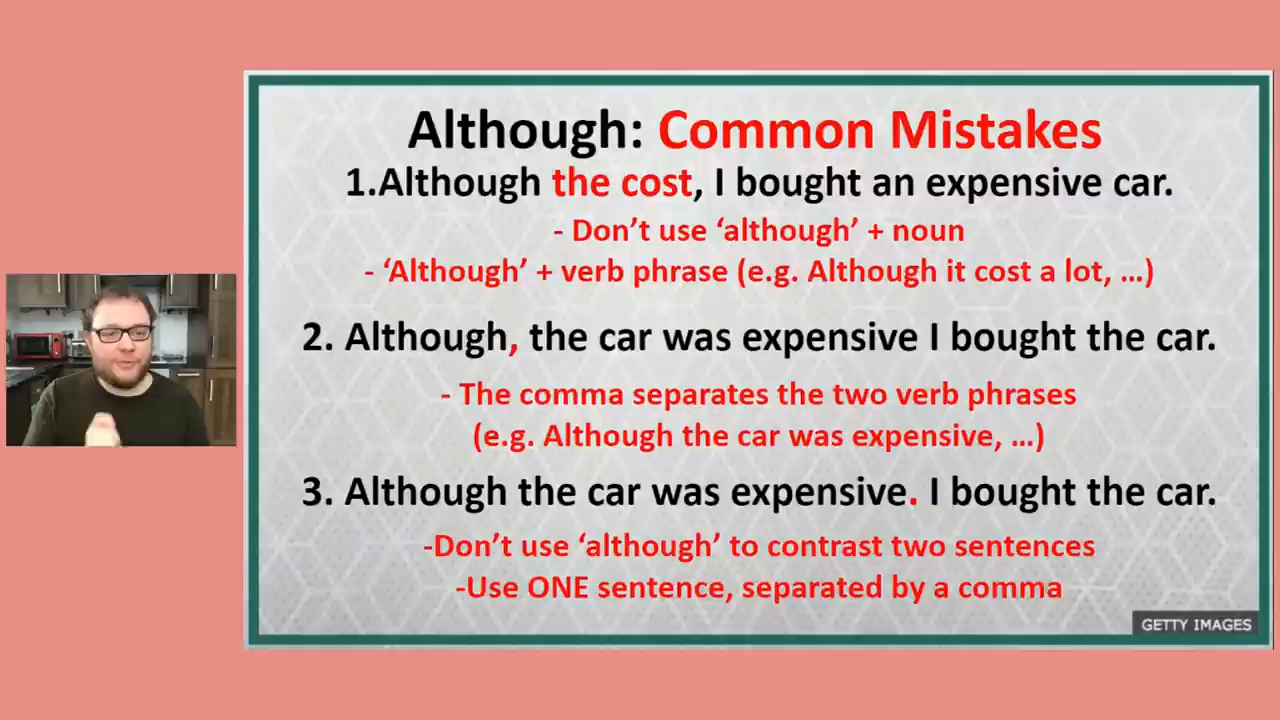 Although: Common Mistakes
1.Although the cost, I bought an expensive car.
- Don’t use ‘although’ + noun
- ‘Although’ + verb phrase (e.g. Although it cost a lot, ...)
2. Although, the car was expensive I bought the car.
- The comma separates the two verb phrases
(e.g. Although the car was expensive, ...)
3. Although the car was expensive. I bought the car.
-Don’t use ‘although’ to contrast two sentences
-Use ONE sentence, separated by a comma
GETTY IMAGES